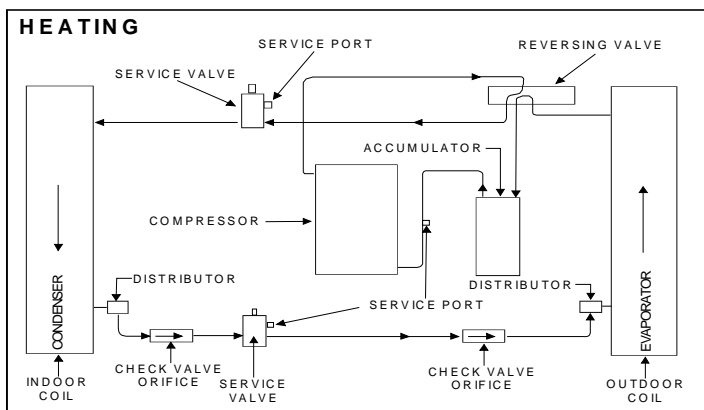 HEATING
SERVICE PORT
SERVICE VALVE
REVERSING VALVE
ACCUMULATOR
COMPRESSOR
CONDENSER
EVAPORATOR
DISTRIBUTOR
DISTRIBUTOR
SERVICE PORT
INDOOR
COIL
CHECK VALVE
ORIFICE
SERVICE
VALVE
CHECK VALVE
ORIFICE
OUTDOOR
COIL